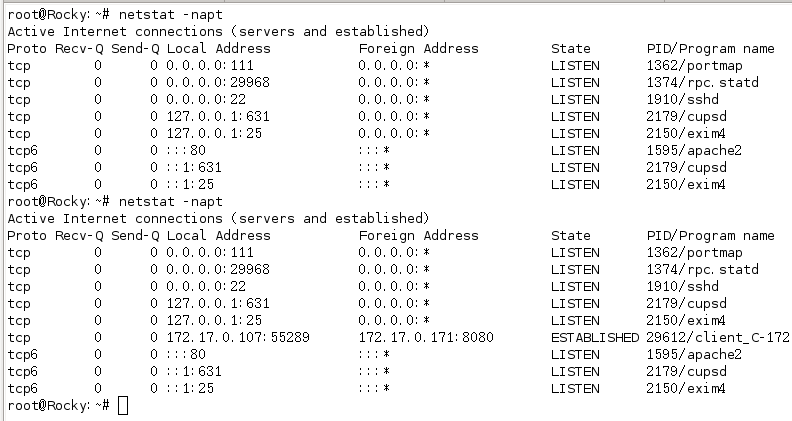 root@Rocky:~# netstat -napt
Active Internet connections (servers and established)
Proto Recv-Q Send-Q Local Address           Foreign Address         State       PID/Program name
tcp        0      0 0.0.0.0:111             0.0.0.0:*               LISTEN      1362/portmap
tcp        0      0 0.0.0.0:29968           0.0.0.0:*               LISTEN      1374/rpc.statd
tcp        0      0 0.0.0.0:22              0.0.0.0:*               LISTEN      1910/sshd
tcp        0      0 127.0.0.1:631           0.0.0.0:*               LISTEN      2179/cupsd
tcp        0      0 127.0.0.1:25            0.0.0.0:*               LISTEN      2150/exim4
tcp6       0      0 :::80                   :::*                    LISTEN      1595/apache2
tcp6       0      0 ::1:631                 :::*                    LISTEN      2179/cupsd
tcp6       0      0 ::1:25                  :::*                    LISTEN      2150/exim4
root@Rocky:~# netstat -napt
Active Internet connections (servers and established)
Proto Recv-Q Send-Q Local Address           Foreign Address         State       PID/Program name
tcp        0      0 0.0.0.0:111             0.0.0.0:*               LISTEN      1362/portmap
tcp        0      0 0.0.0.0:29968           0.0.0.0:*               LISTEN      1374/rpc.statd
tcp        0      0 0.0.0.0:22              0.0.0.0:*               LISTEN      1910/sshd
tcp        0      0 127.0.0.1:631           0.0.0.0:*               LISTEN      2179/cupsd
tcp        0      0 127.0.0.1:25            0.0.0.0:*               LISTEN      2150/exim4
tcp        0      0 172.17.0.107:55289      172.17.0.171:8080       ESTABLISHED 29612/client_C-172
tcp6       0      0 :::80                   :::*                    LISTEN      1595/apache2
tcp6       0      0 ::1:631                 :::*                    LISTEN      2179/cupsd
tcp6       0      0 ::1:25                  :::*                    LISTEN      2150/exim4
root@Rocky:~#